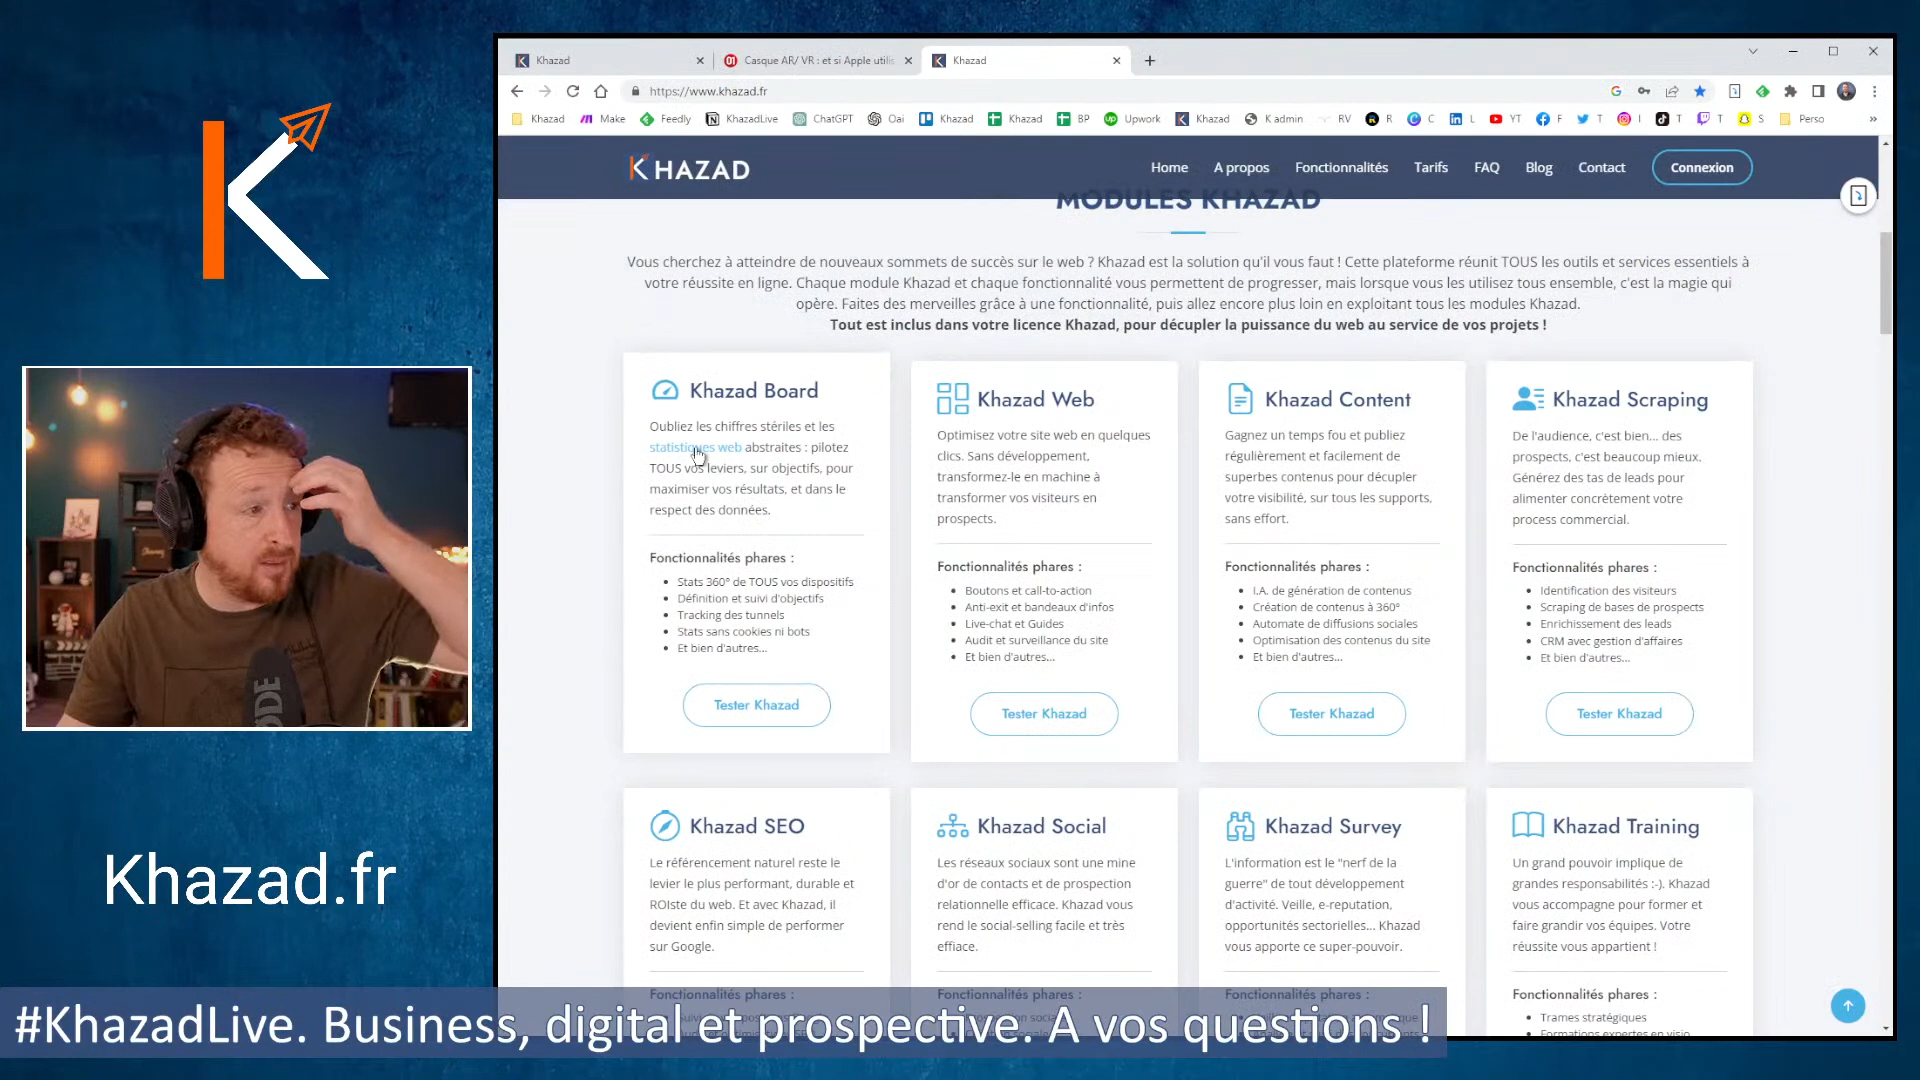 Khazad
Casque AR/ VR : et si Apple utilis
Khazad
https://www.khazad.fr
Khazad
Make
Feedly
KhazadLive
ChatGPT
Oai
Khazad
Khazad
BP
Upwork
Khazad
K admin
RV
R
C
L
YT
F
T
I
T
T
S
Perso
KHAZAD
Home
A propos
Fonctionnalités
Tarifs
FAQ
Blog
Contact
Connexion
MODULES KHAZAD
Vous cherchez à atteindre de nouveaux sommets de succès sur le web ? Khazad est la solution qu'il vous faut ! Cette plateforme réunit TOUS les outils et services essentiels à
votre réussite en ligne. Chaque module Khazad et chaque fonctionnalité vous permettent de progresser, mais lorsque vous les utilisez tous ensemble, c'est la magie qui
opère. Faites des merveilles grâce à une fonctionnalité, puis allez encore plus loin en exploitant tous les modules Khazad.
Tout est inclus dans votre licence Khazad, pour décupler la puissance du web au service de vos projets !
Khazad Board
Oubliez les chiffres stériles et les
statistiques web abstraites : pilotez
TOUS vos leviers, sur objectifs, pour
maximiser vos résultats, et dans le
respect des données.
Fonctionnalités phares :
Stats 360° de TOUS vos dispositifs
Définition et suivi d'objectifs
Tracking des tunnels
Stats sans cookies ni bots
Et bien d'autres...
Tester Khazad
Khazad Web
Optimisez votre site web en quelques
clics. Sans développement,
transformez-le en machine à
transformer vos visiteurs en
prospects.
Fonctionnalités phares :
Boutons et call-to-action
Anti-exit et bandeaux d'infos
Live-chat et Guides
Audit et surveillance du site
Et bien d'autres...
Tester Khazad
Khazad Content
Gagnez un temps fou et publiez
régulièrement et facilement de
superbes contenus pour décupler
votre visibilité, sur tous les supports,
sans effort.
Fonctionnalités phares :
I.A. de génération de contenus
Création de contenus à 360°
Automate de diffusions sociales
Optimisation des contenus du site
Et bien d'autres...
Tester Khazad
Khazad Scraping
De l'audience, c'est bien... des
prospects, c'est beaucoup mieux.
Générez des tas de leads pour
alimenter concrètement votre
process commercial.
Fonctionnalités phares :
Identification des visiteurs
Scraping de bases de prospects
Enrichissement des leads
CRM avec gestion d'affaires
Et bien d'autres...
Tester Khazad
Khazad SEO
Le référencement naturel reste le
levier le plus performant, durable et
ROIste du web. Et avec Khazad, il
devient enfin simple de performer
sur Google.
Fonctionnalités phares :
Khazad Social
Les réseaux sociaux sont une mine
d'or de contacts et de prospection
relationnelle efficace. Khazad vous
rend le social-selling facile et très
effiace.
Fonctionnalités phares :
Khazad Survey
L'information est le "nerf de la
guerre" de tout développement
d'activité. Veille, e-reputation,
opportunités sectorielles... Khazad
vous apporte ce super-pouvoir.
Fonctionnalités phares :
Khazad Training
Un grand pouvoir implique de
grandes responsabilités :-). Khazad
vous accompagne pour former et
faire grandir vos équipes. Votre
réussite vous appartient !
Fonctionnalités phares :
Trames stratégiques
Formations expertes en visio
Khazad.fr
#KhazadLive. Business, digital et prospective. A vos questions !